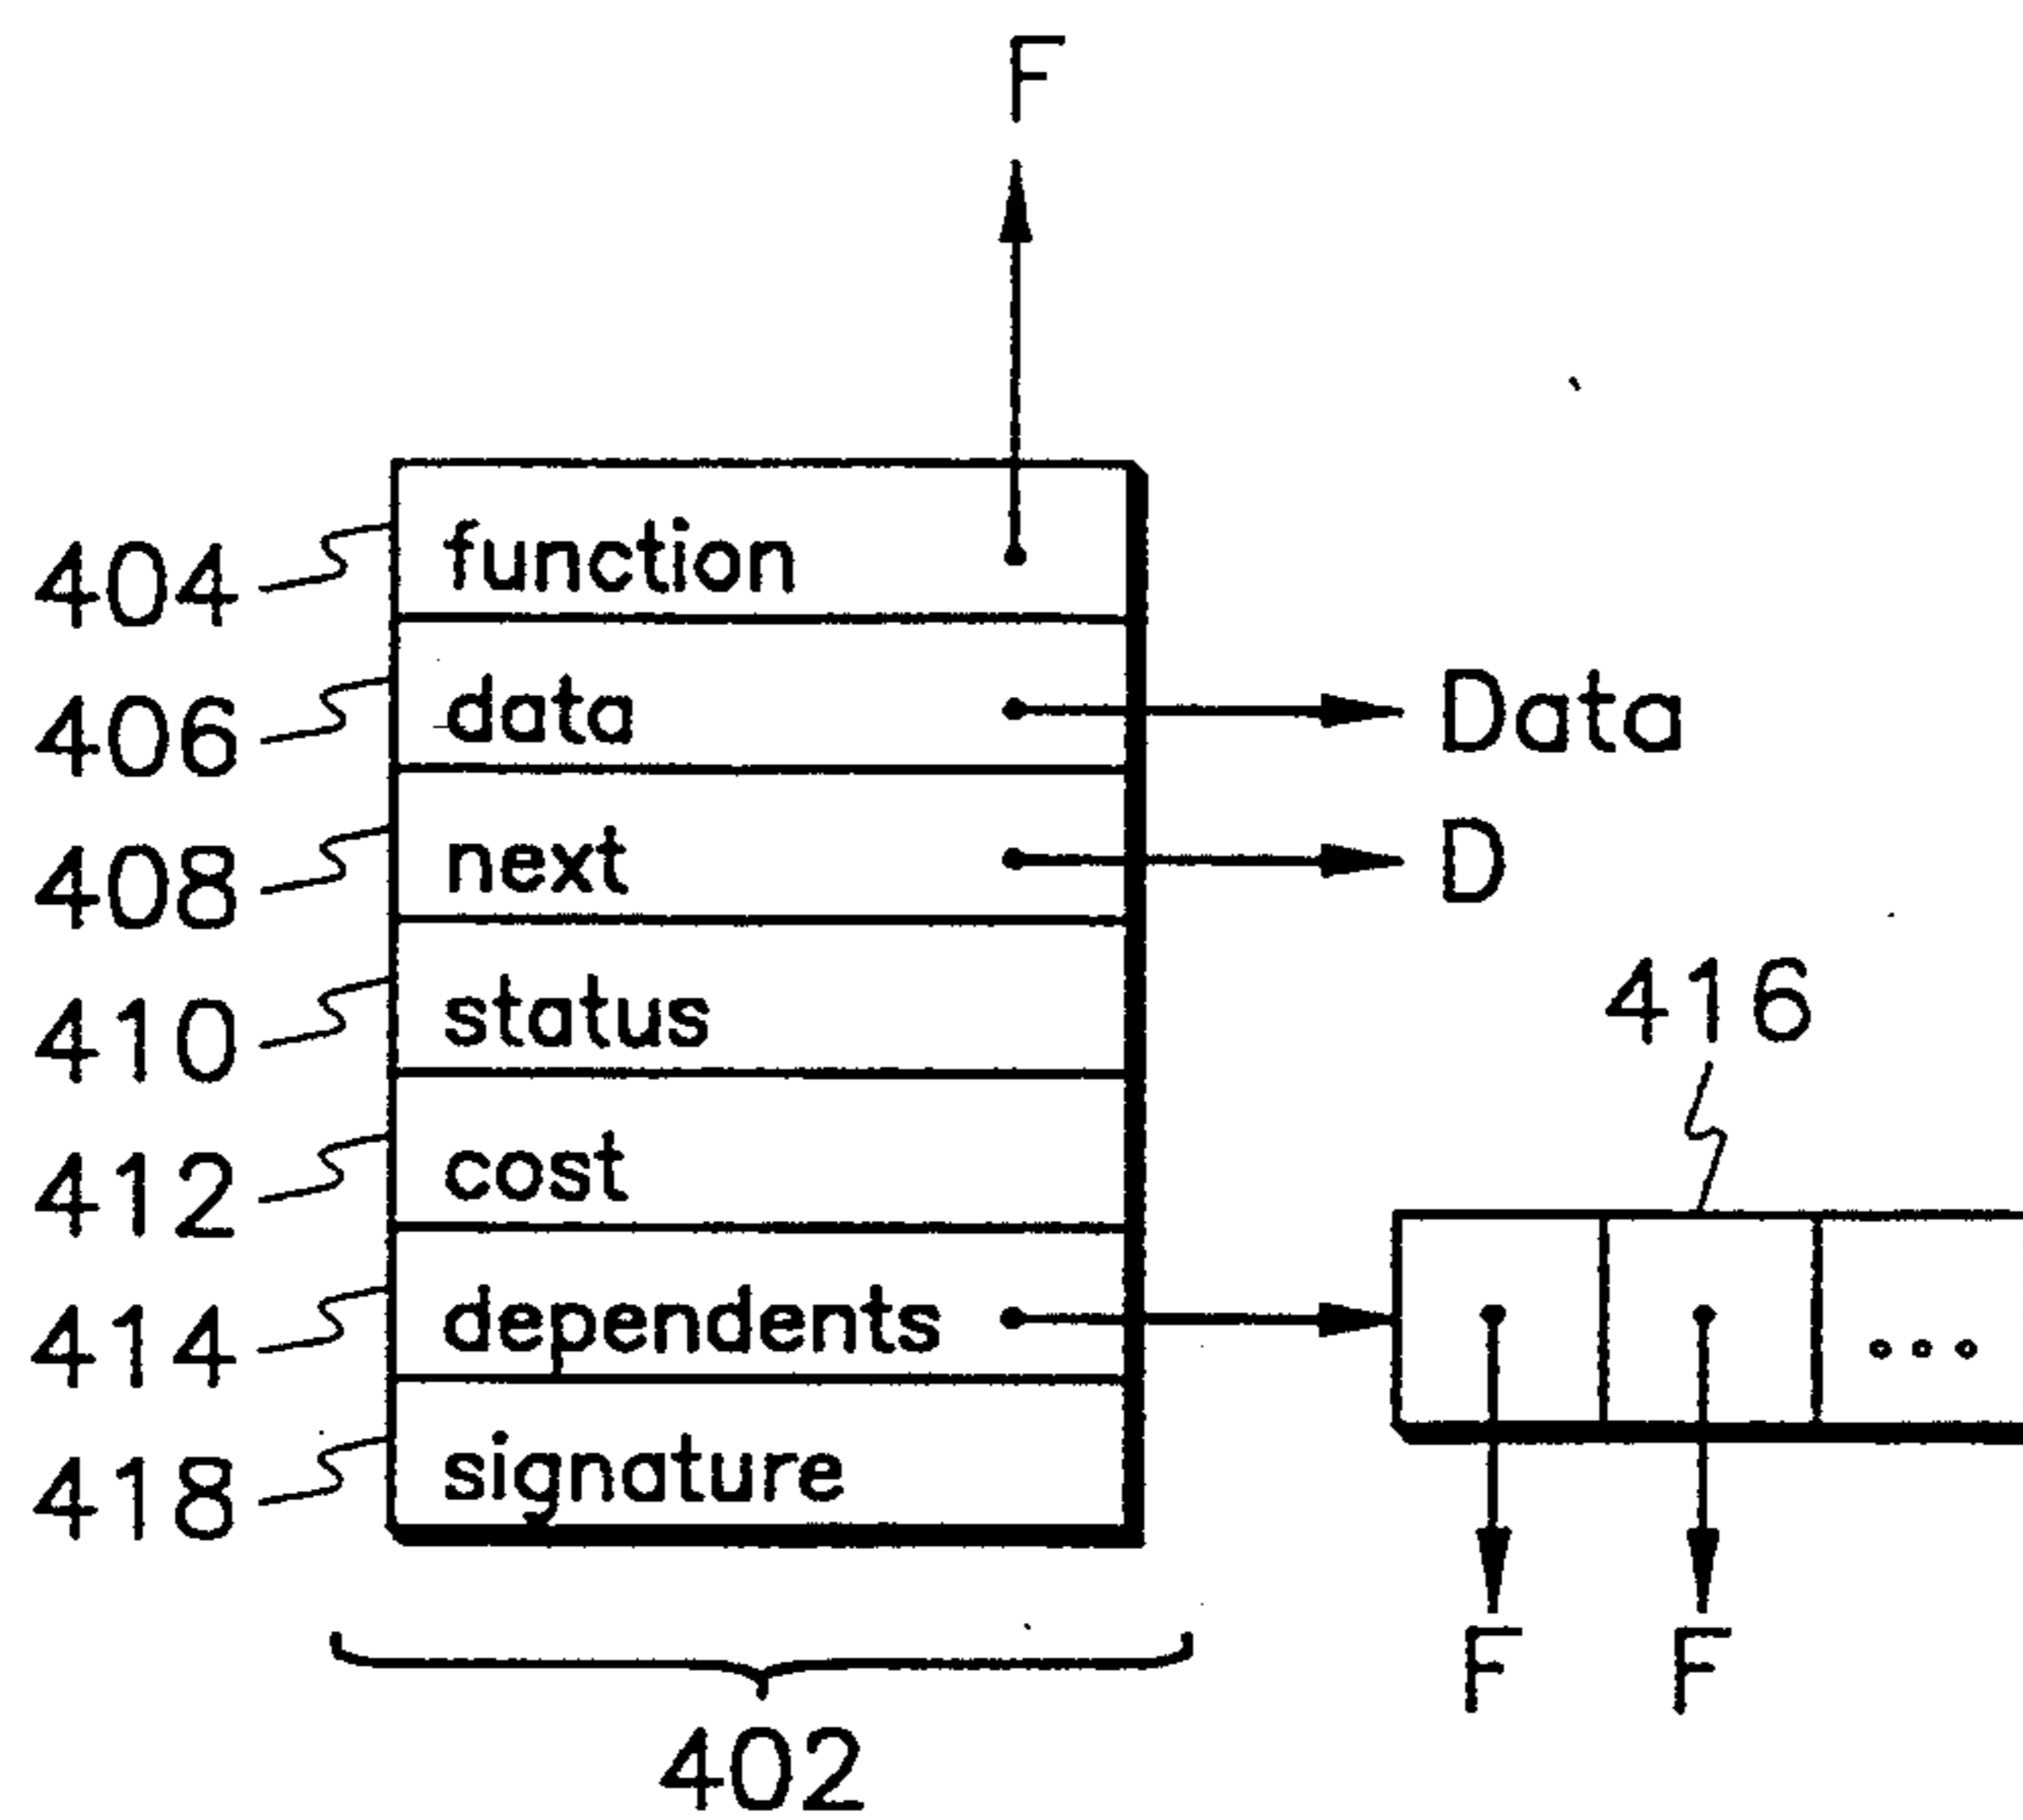 F
404 function
406 data Data
408 next D
410 status
416
412 cost
414 dependents
418 signature
F F
402